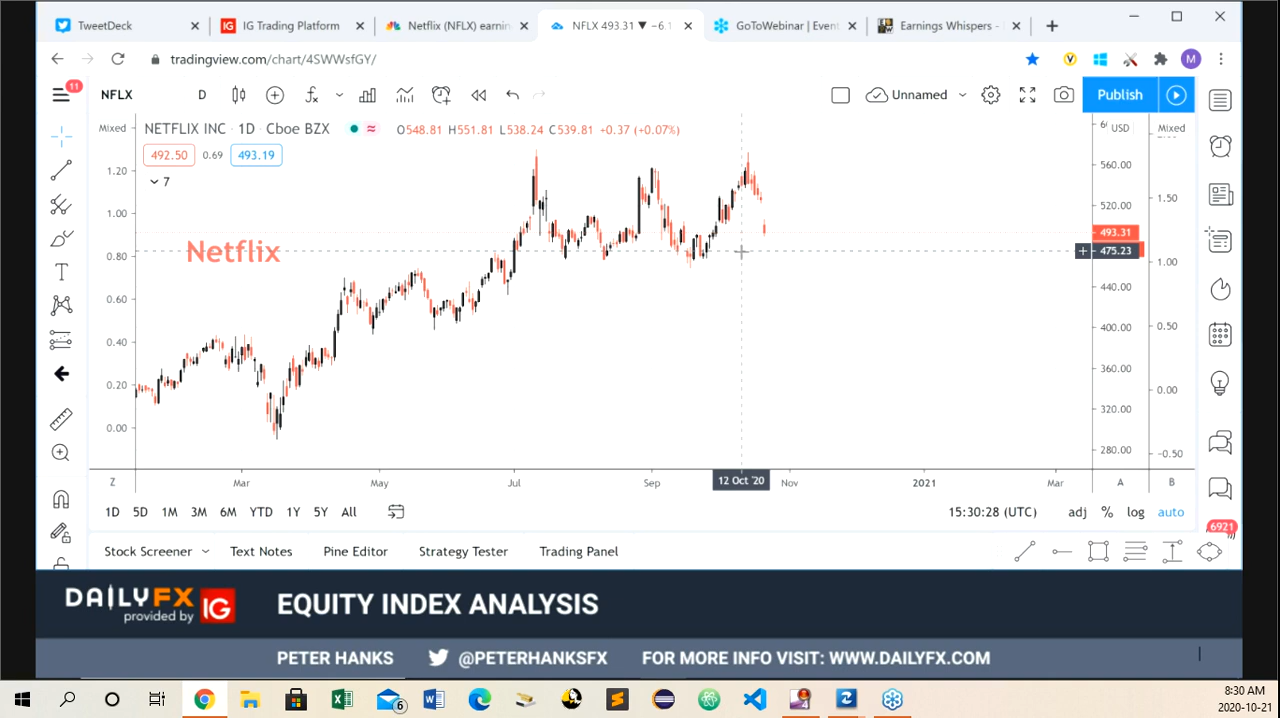 TweetDeck
IG Trading Platform
Netflix (NFLX) earnin
NFLX 493.31 ▼ −6.1
GoToWebinar | Event
Earnings Whispers -
tradingview.com/chart/4SWWsfGY/
M
11
NFLX
D
Unnamed
Publish
Mixed
NETFLIX INC · 1D · Cboe BZX
O548.81 H551.81 L538.24 C539.81 +0.37 (+0.07%)
USD
Mixed
492.50
0.69
493.19
7
Netflix
1.20
1.00
0.80
0.60
0.40
0.20
0.00
560.00
520.00
493.31
475.23
440.00
400.00
360.00
320.00
280.00
1.50
1.00
0.50
0.00
-0.50
Z
Mar
May
Jul
Sep
12 Oct '20
Nov
2021
Mar
A
B
1D
5D
1M
3M
6M
YTD
1Y
5Y
All
15:30:28 (UTC)
adj
%
log
auto
6921
Stock Screener
Text Notes
Pine Editor
Strategy Tester
Trading Panel
DAILYFX
provided by IG
EQUITY INDEX ANALYSIS
PETER HANKS
@PETERHANKSFX
FOR MORE INFO VISIT: WWW.DAILYFX.COM
6
8:30 AM
2020-10-21